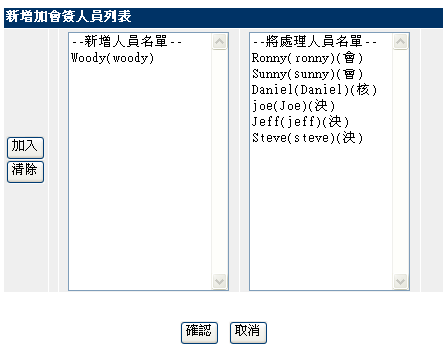 新增加會簽人員列表
--新增人員名單--
Woody(woody)
--將處理人員名單--
Ronny(ronny)(會)
Sunny(sunny)(會)
Daniel(Daniel)(核)
joe(Joe)(決)
Jeff(jeff)(決)
Steve(steve)(決)
加入
清除
確認
取消